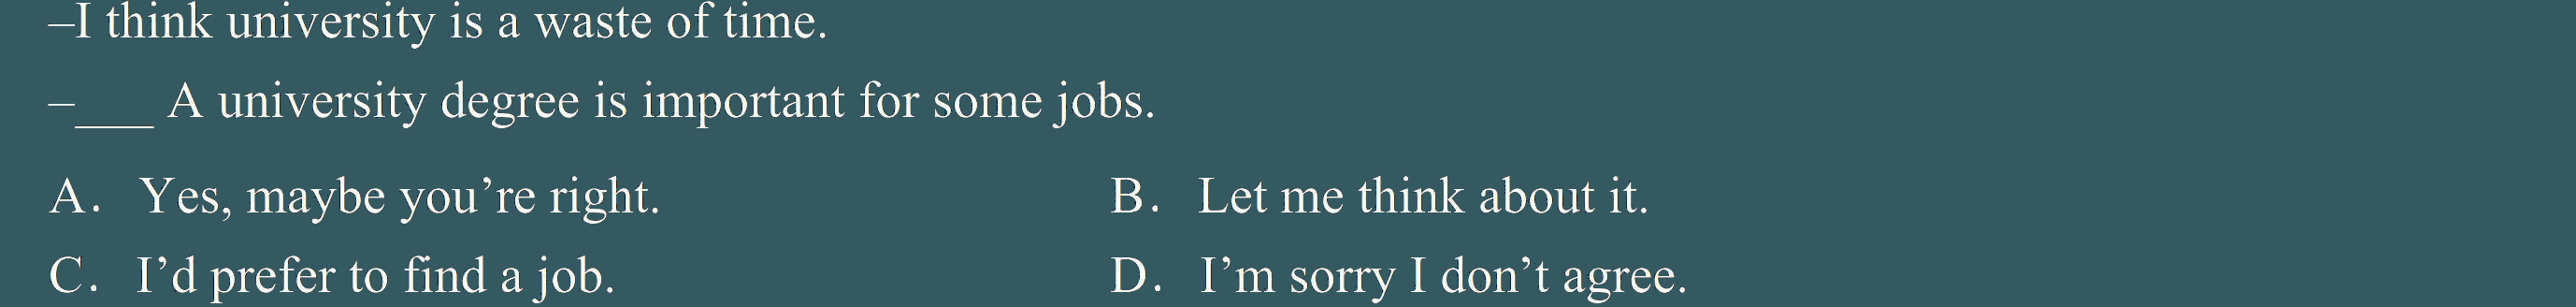 –I think university is a waste of time.
–___ A university degree is important for some jobs.
A. Yes, maybe you’re right. B. Let me think about it.
C. I’d prefer to find a job. D. I’m sorry I don’t agree.